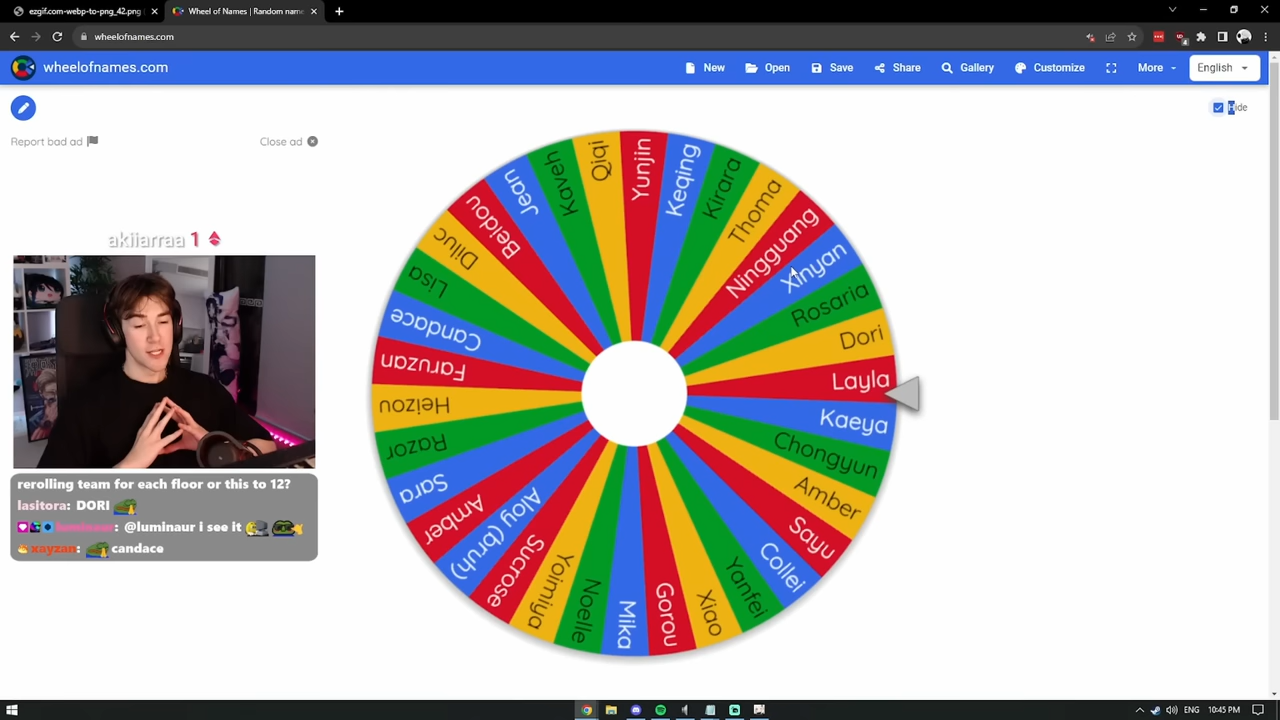 ezgif.com-webp-to-png_42.png
Wheel of Names | Random name
wheelofnames.com
wheelofnames.com
New
Open
Save
Share
Gallery
Customize
More
English
Hide
Report bad ad
Close ad
akiiarraa 1
rerolling team for each floor or this to 12?
lasitora: DORI
: @luminaur i see it
xayzan: candace
Yunjin
Keqing
Kirara
Thoma
Ningguang
Xinyan
Rosaria
Dori
Layla
Kaeya
Chongyun
Amber
Sayu
Collei
Yanfei
Xiao
Gorou
Mika
Noelle
Yoimiya
Sucrose
Aloy (bruh)
Amber
Sara
Razor
Heizou
Faruzan
Candace
Lisa
Diluc
Beidou
Jean
Kaveh
Qiqi
ENG
10:45 PM